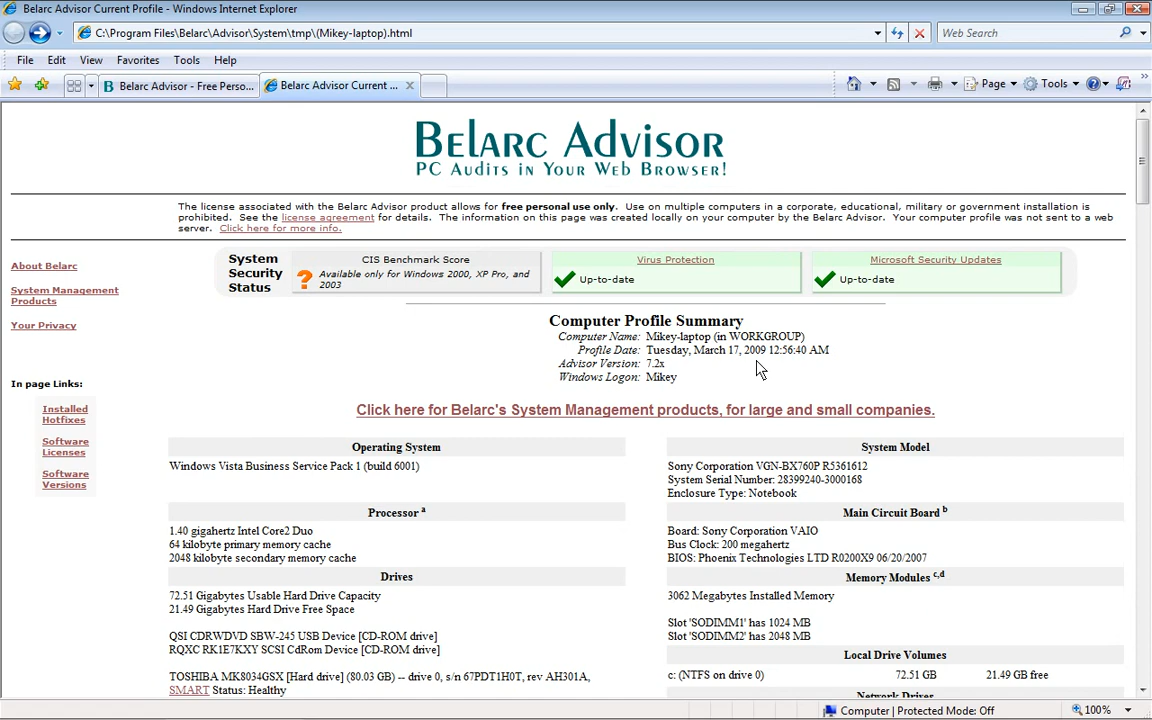 Belarc Advisor Current Profile - Windows Internet Explorer
C:\Program Files\Belarc\Advisor\System\tmp\(Mikey-laptop).html
Web Search
File Edit View Favorites Tools Help
Belarc Advisor - Free Perso...
Belarc Advisor Current ...
Page
Tools
BELARC ADVISOR
PC AUDITS IN YOUR WEB BROWSER!
The license associated with the Belarc Advisor product allows for free personal use only. Use on multiple computers in a corporate, educational, military or government installation is
prohibited. See the license agreement for details. The information on this page was created locally on your computer by the Belarc Advisor. Your computer profile was not sent to a web
server. Click here for more info.
About Belarc
System Management
Products
Your Privacy
In page Links:
Installed
Hotfixes
Software
Licenses
Software
Versions
System
Security
Status
CIS Benchmark Score
Available only for Windows 2000, XP Pro, and
2003
Virus Protection
Up-to-date
Microsoft Security Updates
Up-to-date
Computer Profile Summary
Computer Name: Mikey-laptop (in WORKGROUP)
Profile Date: Tuesday, March 17, 2009 12:56:40 AM
Advisor Version: 7.2x
Windows Logon: Mikey
Click here for Belarc's System Management products, for large and small companies.
Operating System
Windows Vista Business Service Pack 1 (build 6001)
Processor a
1.40 gigahertz Intel Core2 Duo
64 kilobyte primary memory cache
2048 kilobyte secondary memory cache
Drives
72.51 Gigabytes Usable Hard Drive Capacity
21.49 Gigabytes Hard Drive Free Space
QSI CDRWDVD SBW-245 USB Device [CD-ROM drive]
RQXC RK1E7KXY SCSI CdRom Device [CD-ROM drive]
TOSHIBA MK8034GSX [Hard drive] (80.03 GB) -- drive 0, s/n 67PDT1H0T, rev AH301A,
SMART Status: Healthy
System Model
Sony Corporation VGN-BX760P R5361612
System Serial Number: 28399240-3000168
Enclosure Type: Notebook
Main Circuit Board b
Board: Sony Corporation VAIO
Bus Clock: 200 megahertz
BIOS: Phoenix Technologies LTD R0200X9 06/20/2007
Memory Modules c,d
3062 Megabytes Installed Memory
Slot 'SODIMM1' has 1024 MB
Slot 'SODIMM2' has 2048 MB
Local Drive Volumes
c: (NTFS on drive 0) 72.51 GB 21.49 GB free
Network Drives
Computer | Protected Mode: Off
100%